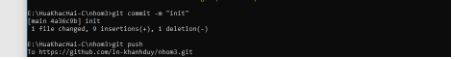 E:\HuaKhacHai-C\nhom3>git commit -m "init"
[main 4a36c9b] init
1 file changed, 9 insertions(+), 1 deletion(-)
E:\HuaKhacHai-C\nhom3>git push
To https://github.com/ln-khanhduy/nhom3.git